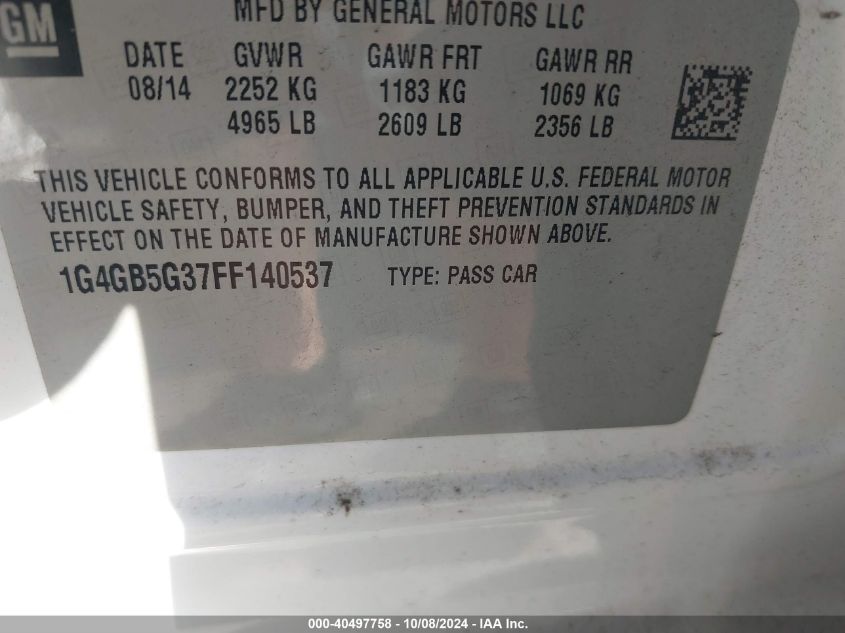 GM
MFD BY GENERAL MOTORS LLC
DATE GVWR GAWR FRT GAWR RR
08/14 2252 KG 1183 KG 1069 KG
4965 LB 2609 LB 2356 LB
THIS VEHICLE CONFORMS TO ALL APPLICABLE U.S. FEDERAL MOTOR
VEHICLE SAFETY, BUMPER, AND THEFT PREVENTION STANDARDS IN
EFFECT ON THE DATE OF MANUFACTURE SHOWN ABOVE.
1G4GB5G37FF140537 TYPE: PASS CAR
000-40497758 - 10/08/2024 - IAA Inc.